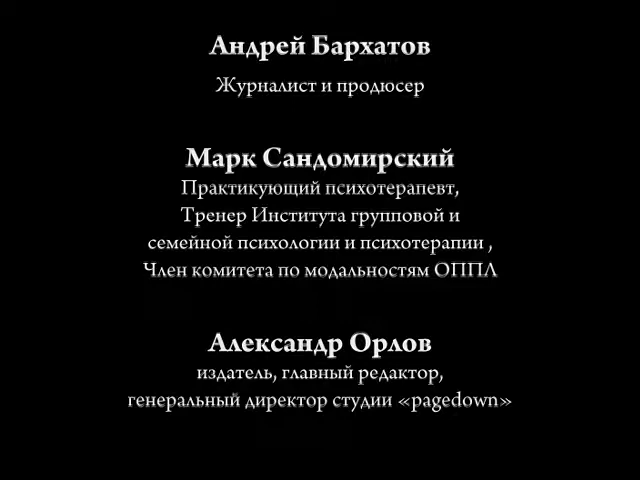 Андрей Бархатов
Журналист и продюсер
Марк Сандомирский
Практикующий психотерапевт,
Тренер Института групповой и
семейной психологии и психотерапии ,
Член комитета по модальностям ОППЛ
Александр Орлов
издатель, главный редактор,
генеральный директор студии «pagedown»